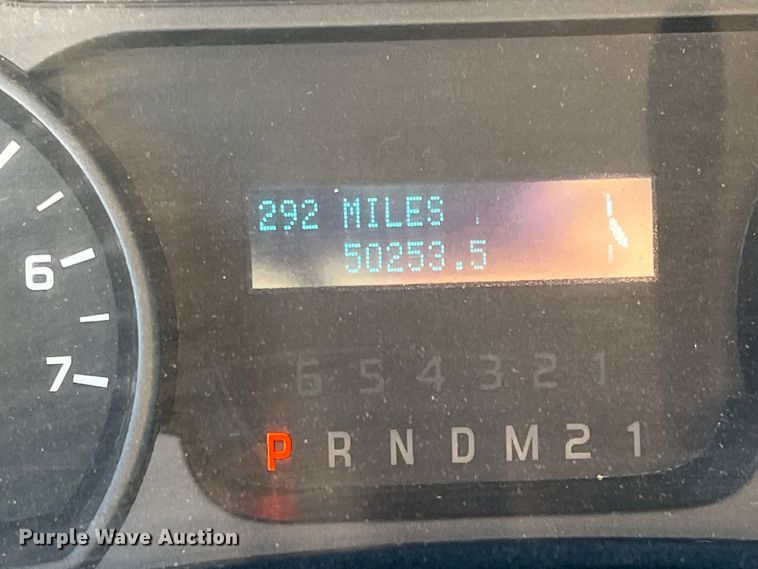 292 MILES
50253.5
6
7
6 5 4 3 2 1
P R N D M 2 1
Purple Wave Auction